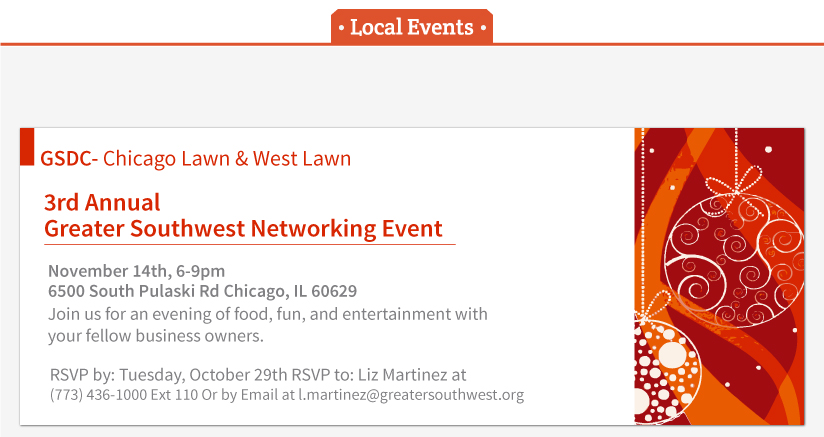 • Local Events •
GSDC- Chicago Lawn & West Lawn
3rd Annual
Greater Southwest Networking Event
November 14th, 6-9pm
6500 South Pulaski Rd Chicago, IL 60629
Join us for an evening of food, fun, and entertainment with
your fellow business owners.
RSVP by: Tuesday, October 29th RSVP to: Liz Martinez at
(773) 436-1000 Ext 110 Or by Email at l.martinez@greatersouthwest.org